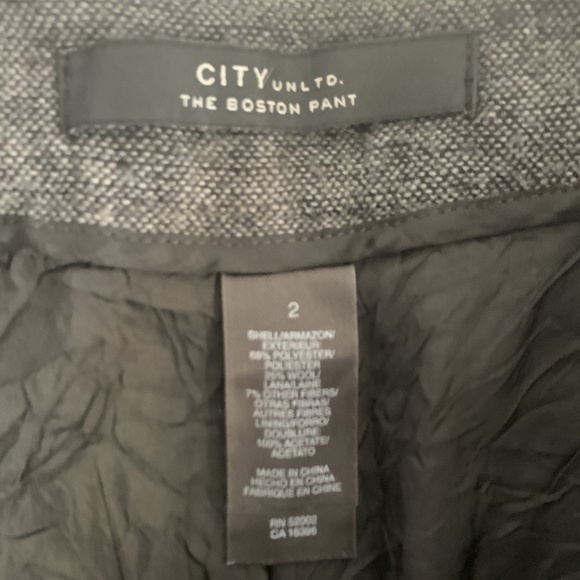 CITY UNLTD.
THE BOSTON PANT
2
SHELL/ARMAZON/
EXTERIEUR
68% POLYESTER/
POLIESTER
25% WOOL/
LANA/LAINE
7% OTHER FIBERS/
OTRAS FIBRAS/
AUTRES FIBRES
LINING/FORRO/
DOUBLURE
100% ACETATE/
ACETATO
MADE IN CHINA
HECHO EN CHINA
FABRIQUE EN CHINE
RN 52002
CA 16396